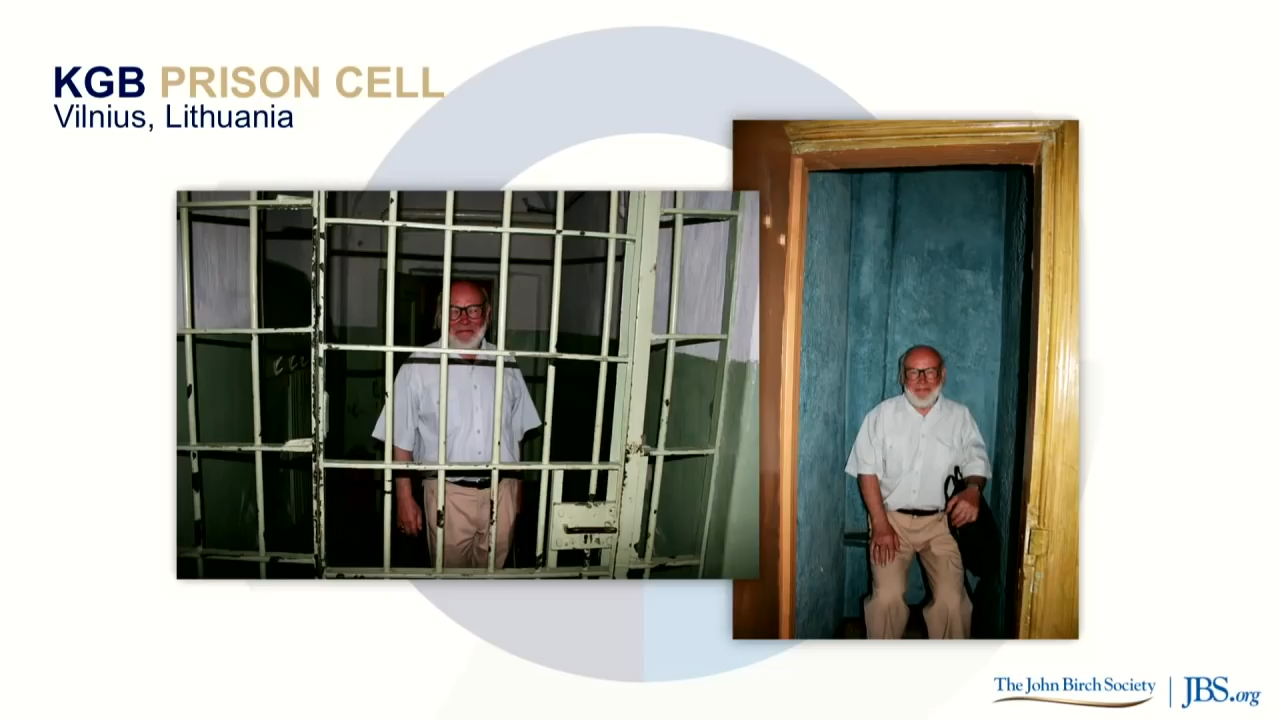 KGB PRISON CELL
Vilnius, Lithuania
The John Birch Society | JBS.org